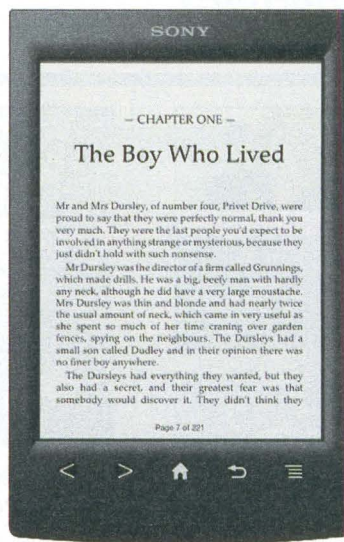 SONY
– CHAPTER ONE –
The Boy Who Lived
Mr and Mrs Dursley, of number four, Privet Drive, were
proud to say that they were perfectly normal, thank you
very much. They were the last people you'd expect to be
involved in anything strange or mysterious, because they
just didn't hold with such nonsense.
Mr Dursley was the director of a firm called Grunnings,
which made drills. He was a big, beefy man with hardly
any neck, although he did have a very large moustache.
Mrs Dursley was thin and blonde and had nearly twice
the usual amount of neck, which came in very useful as
she spent so much of her time craning over garden
fences, spying on the neighbours. The Dursleys had a
small son called Dudley and in their opinion there was
no finer boy anywhere.
The Dursleys had everything they wanted, but they
also had a secret, and their greatest fear was that
somebody would discover it. They didn't think they
Page 7 of 221